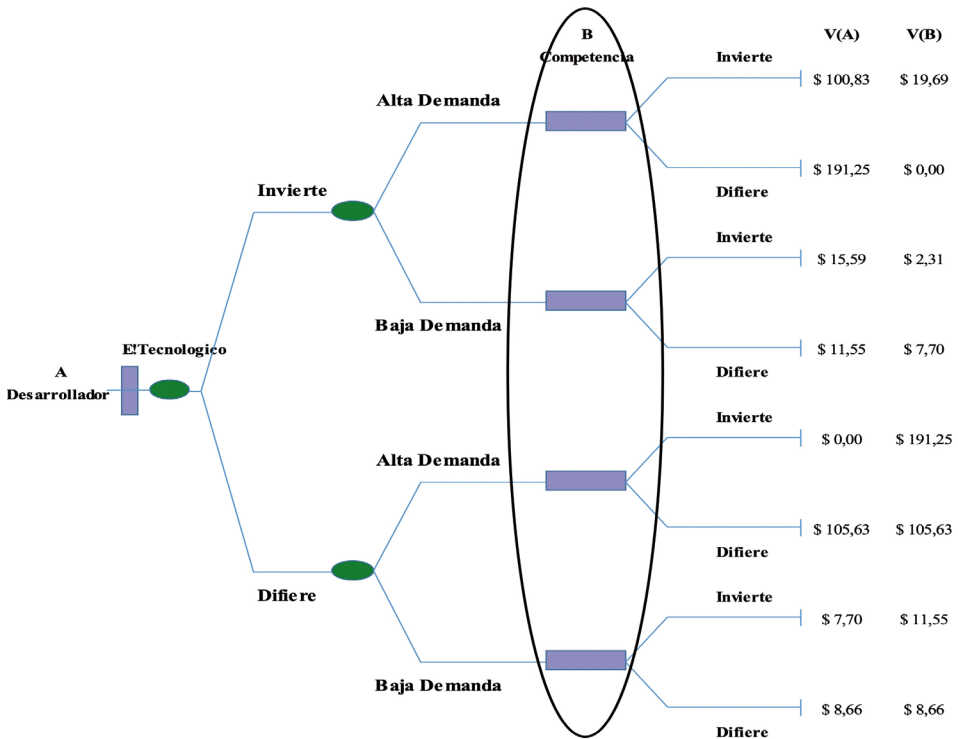 B V(A) V(B)
Competencia Invierte
$ 100,83 $ 19,69
Alta Demanda
$ 191,25 $ 0,00
Invierte Difiere
Invierte
$ 15,59 $ 2,31
Baja Demanda
E!Tecnologico $ 11,55 $ 7,70
A Difiere
Desarrollador
Invierte
$ 0,00 $ 191,25
Alta Demanda
$ 105,63 $ 105,63
Difiere
Difiere Invierte
$ 7,70 $ 11,55
Baja Demanda
$ 8,66 $ 8,66
Difiere